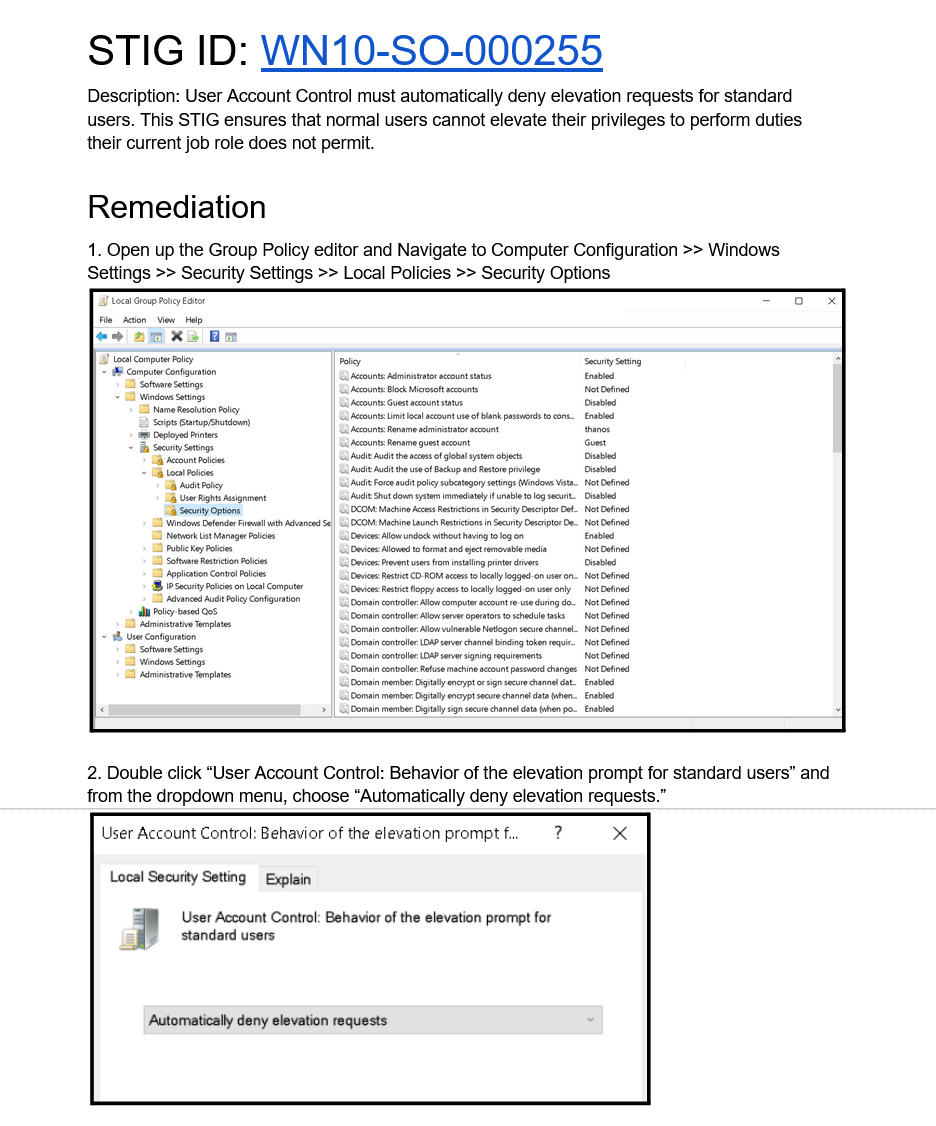 STIG ID: WN10-SO-000255
Description: User Account Control must automatically deny elevation requests for standard
users. This STIG ensures that normal users cannot elevate their privileges to perform duties
their current job role does not permit.
Remediation
1. Open up the Group Policy editor and Navigate to Computer Configuration >> Windows
Settings >> Security Settings >> Local Policies >> Security Options
Local Group Policy Editor
File Action View Help
Local Computer Policy
Computer Configuration
Software Settings
Windows Settings
Name Resolution Policy
Scripts (Startup/Shutdown)
Deployed Printers
Security Settings
Account Policies
Local Policies
Audit Policy
User Rights Assignment
Security Options
Windows Defender Firewall with Advanced Se
Network List Manager Policies
Public Key Policies
Software Restriction Policies
Application Control Policies
IP Security Policies on Local Computer
Advanced Audit Policy Configuration
Policy-based QoS
Administrative Templates
User Configuration
Software Settings
Windows Settings
Administrative Templates
Policy Security Setting
Accounts: Administrator account status Enabled
Accounts: Block Microsoft accounts Not Defined
Accounts: Guest account status Disabled
Accounts: Limit local account use of blank passwords to cons... Enabled
Accounts: Rename administrator account thanos
Accounts: Rename guest account Guest
Audit: Audit the access of global system objects Disabled
Audit: Audit the use of Backup and Restore privilege Disabled
Audit: Force audit policy subcategory settings (Windows Vista... Not Defined
Audit: Shut down system immediately if unable to log securit... Disabled
DCOM: Machine Access Restrictions in Security Descriptor Def... Not Defined
DCOM: Machine Launch Restrictions in Security Descriptor De... Not Defined
Devices: Allow undock without having to log on Enabled
Devices: Allowed to format and eject removable media Not Defined
Devices: Prevent users from installing printer drivers Disabled
Devices: Restrict CD-ROM access to locally logged-on user on... Not Defined
Devices: Restrict floppy access to locally logged-on user only Not Defined
Domain controller: Allow computer account re-use during do... Not Defined
Domain controller: Allow server operators to schedule tasks Not Defined
Domain controller: Allow vulnerable Netlogon secure channel... Not Defined
Domain controller: LDAP server channel binding token requir... Not Defined
Domain controller: LDAP server signing requirements Not Defined
Domain controller: Refuse machine account password changes Not Defined
Domain member: Digitally encrypt or sign secure channel dat... Enabled
Domain member: Digitally encrypt secure channel data (when... Enabled
Domain member: Digitally sign secure channel data (when po... Enabled
2. Double click “User Account Control: Behavior of the elevation prompt for standard users” and
from the dropdown menu, choose “Automatically deny elevation requests.”
User Account Control: Behavior of the elevation prompt f... ?
Local Security Setting Explain
User Account Control: Behavior of the elevation prompt for
standard users
Automatically deny elevation requests